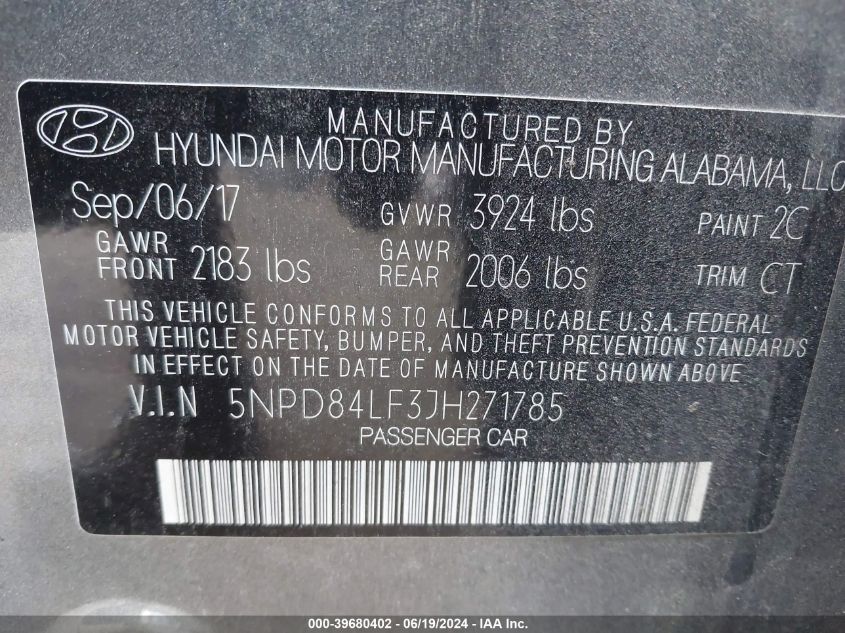 MANUFACTURED BY
HYUNDAI MOTOR MANUFACTURING ALABAMA, LLC
Sep/06/17 GVWR 3924 lbs PAINT 2C
GAWR FRONT 2183 lbs GAWR REAR 2006 lbs TRIM CT
THIS VEHICLE CONFORMS TO ALL APPLICABLE U.S.A. FEDERAL
MOTOR VEHICLE SAFETY, BUMPER, AND THEFT PREVENTION STANDARDS
IN EFFECT ON THE DATE OF MANUFACTURE SHOWN ABOVE
V.I.N 5NPD84LF3JH271785
PASSENGER CAR
000-39680402 - 06/19/2024 - IAA Inc.